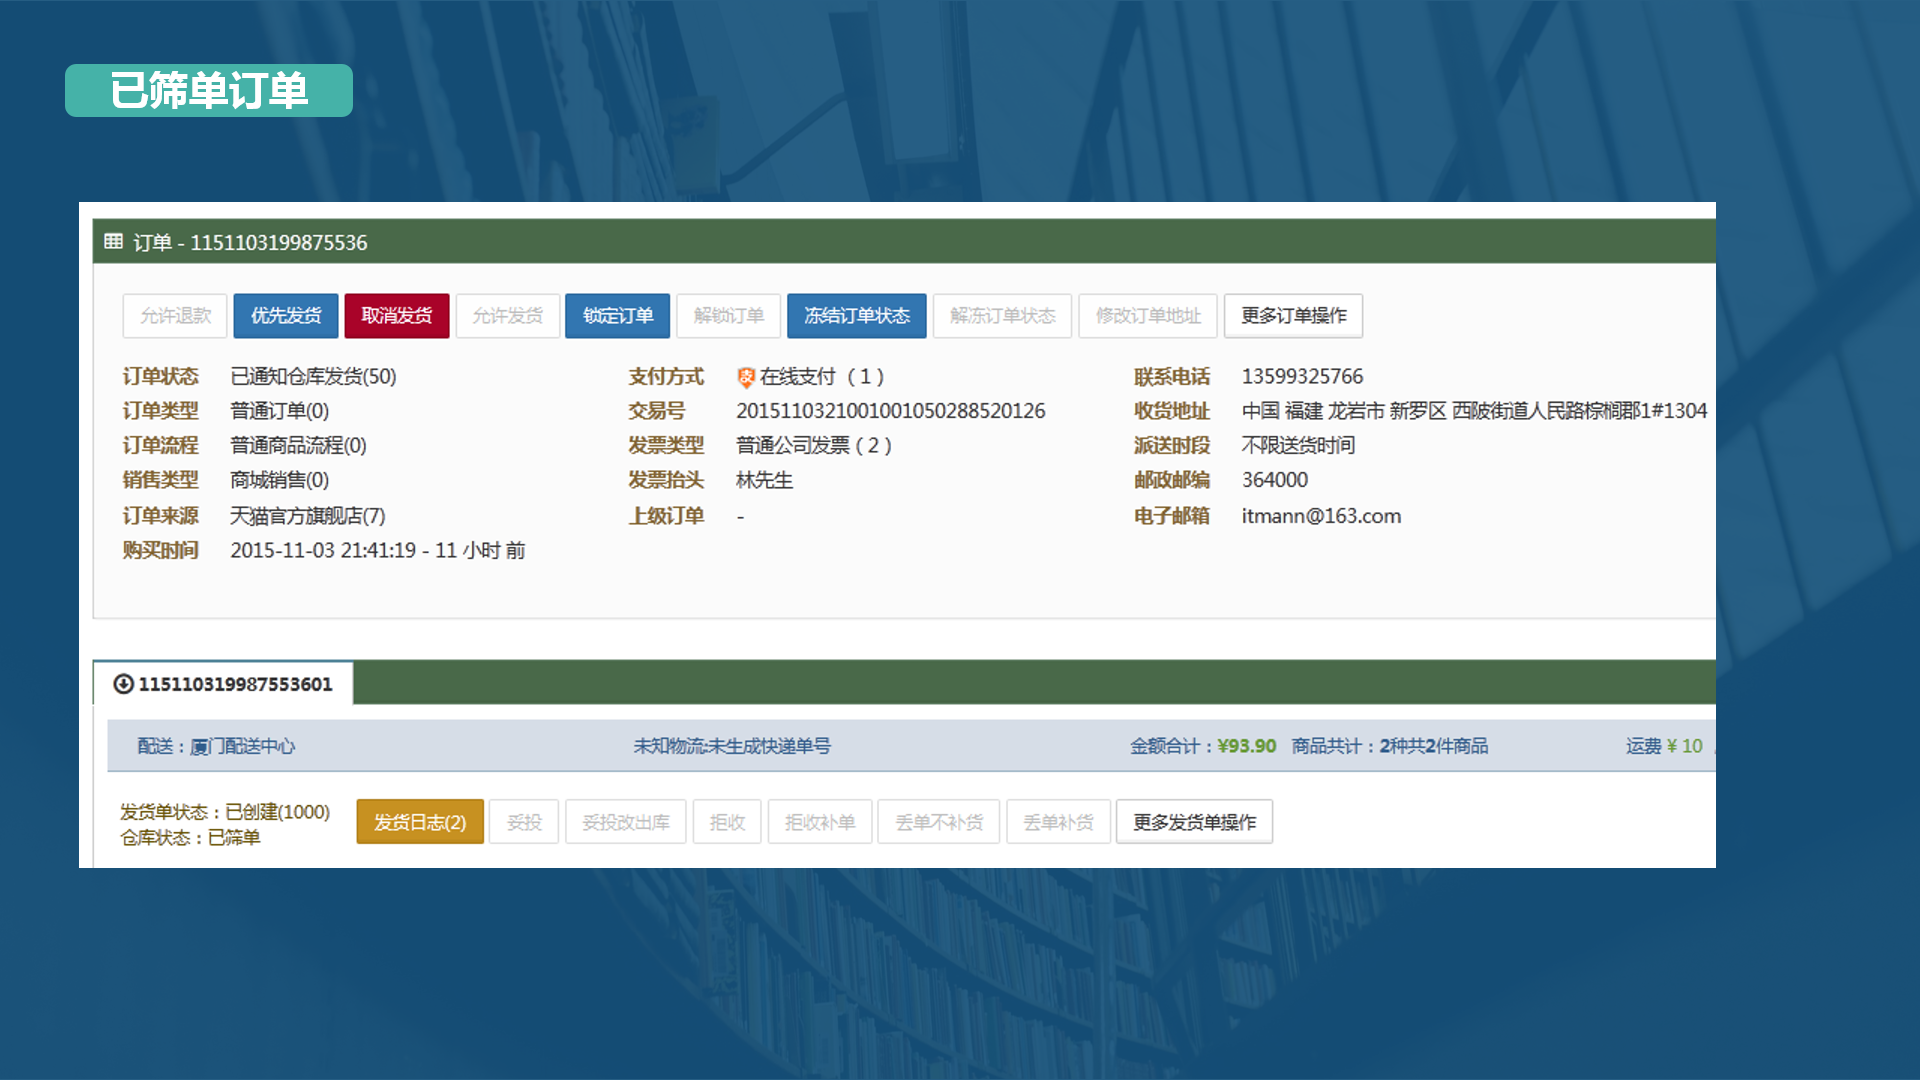 已筛单订单
订单 - 1151103199875536
允许退款 优先发货 取消发货 允许发货 锁定订单 解锁订单 冻结订单状态 解冻订单状态 修改订单地址 更多订单操作
订单状态 已通知仓库发货(50) 支付方式 在线支付 ( 1 ) 联系电话 13599325766
订单类型 普通订单(0) 交易号 2015110321001001050288520126 收货地址 中国 福建 龙岩市 新罗区 西陂街道人民路棕榈郡1#1304
订单流程 普通商品流程(0) 发票类型 普通公司发票 ( 2 ) 派送时段 不限送货时间
销售类型 商城销售(0) 发票抬头 林先生 邮政邮编 364000
订单来源 天猫官方旗舰店(7) 上级订单 - 电子邮箱 itmann@163.com
购买时间 2015-11-03 21:41:19 - 11 小时 前
115110319987553601
配送：厦门配送中心 未知物流:未生成快递单号 金额合计：¥93.90 商品共计：2种共2件商品 运费 ¥ 10
发货单状态：已创建(1000)
仓库状态：已筛单
发货日志(2) 妥投 妥投改出库 拒收 拒收补单 丢单不补货 丢单补货 更多发货单操作